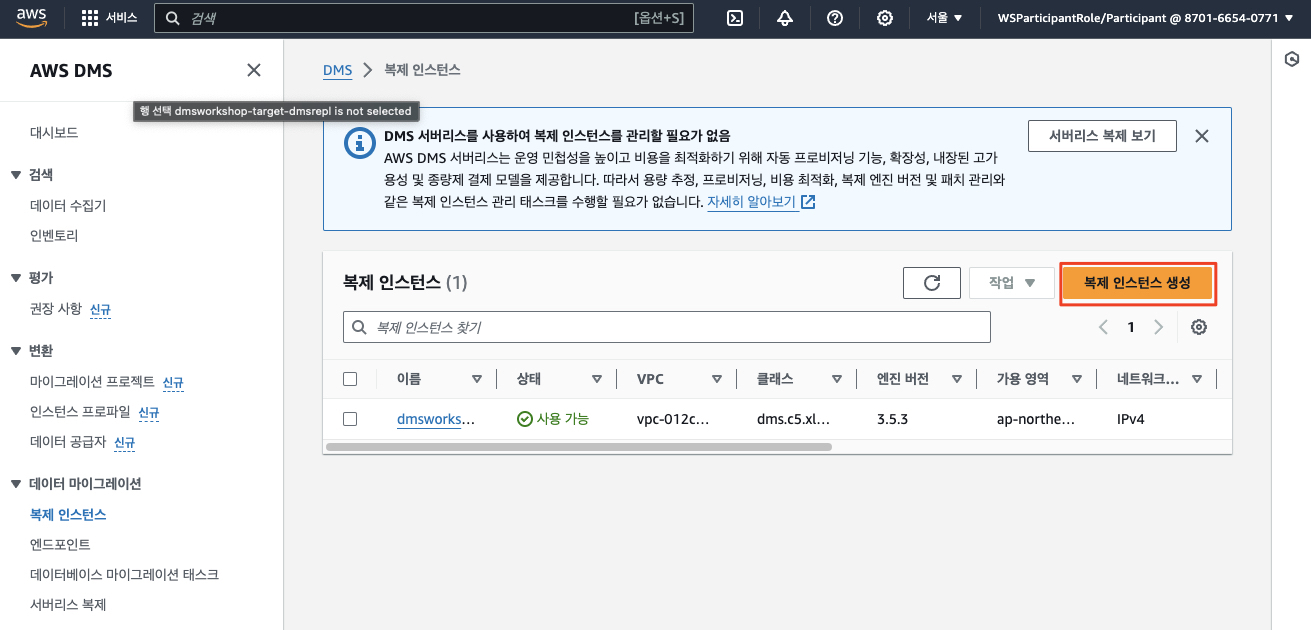 aws
서비스
검색
[옵션+S]
서울 ▼
WSParticipantRole/Participant @ 8701-6654-0771 ▼
AWS DMS
대시보드
▼ 검색
데이터 수집기
인벤토리
▼ 평가
권장 사항 신규
▼ 변환
마이그레이션 프로젝트 신규
인스턴스 프로파일 신규
데이터 공급자 신규
▼ 데이터 마이그레이션
복제 인스턴스
엔드포인트
데이터베이스 마이그레이션 태스크
서버리스 복제
행 선택 dmsworkshop-target-dmsrepl is not selected
DMS > 복제 인스턴스
DMS 서버리스를 사용하여 복제 인스턴스를 관리할 필요가 없음
AWS DMS 서버리스는 운영 민첩성을 높이고 비용을 최적화하기 위해 자동 프로비저닝 기능, 확장성, 내장된 고가
용성 및 종량제 결제 모델을 제공합니다. 따라서 용량 추정, 프로비저닝, 비용 최적화, 복제 엔진 버전 및 패치 관리와
같은 복제 인스턴스 관리 태스크를 수행할 필요가 없습니다. 자세히 알아보기
서버리스 복제 보기
복제 인스턴스 (1)
작업 ▼
복제 인스턴스 생성
복제 인스턴스 찾기
1
이름 상태 VPC 클래스 엔진 버전 가용 영역 네트워크...
dmsworks... 사용 가능 vpc-012c... dms.c5.xl... 3.5.3 ap-northe... IPv4